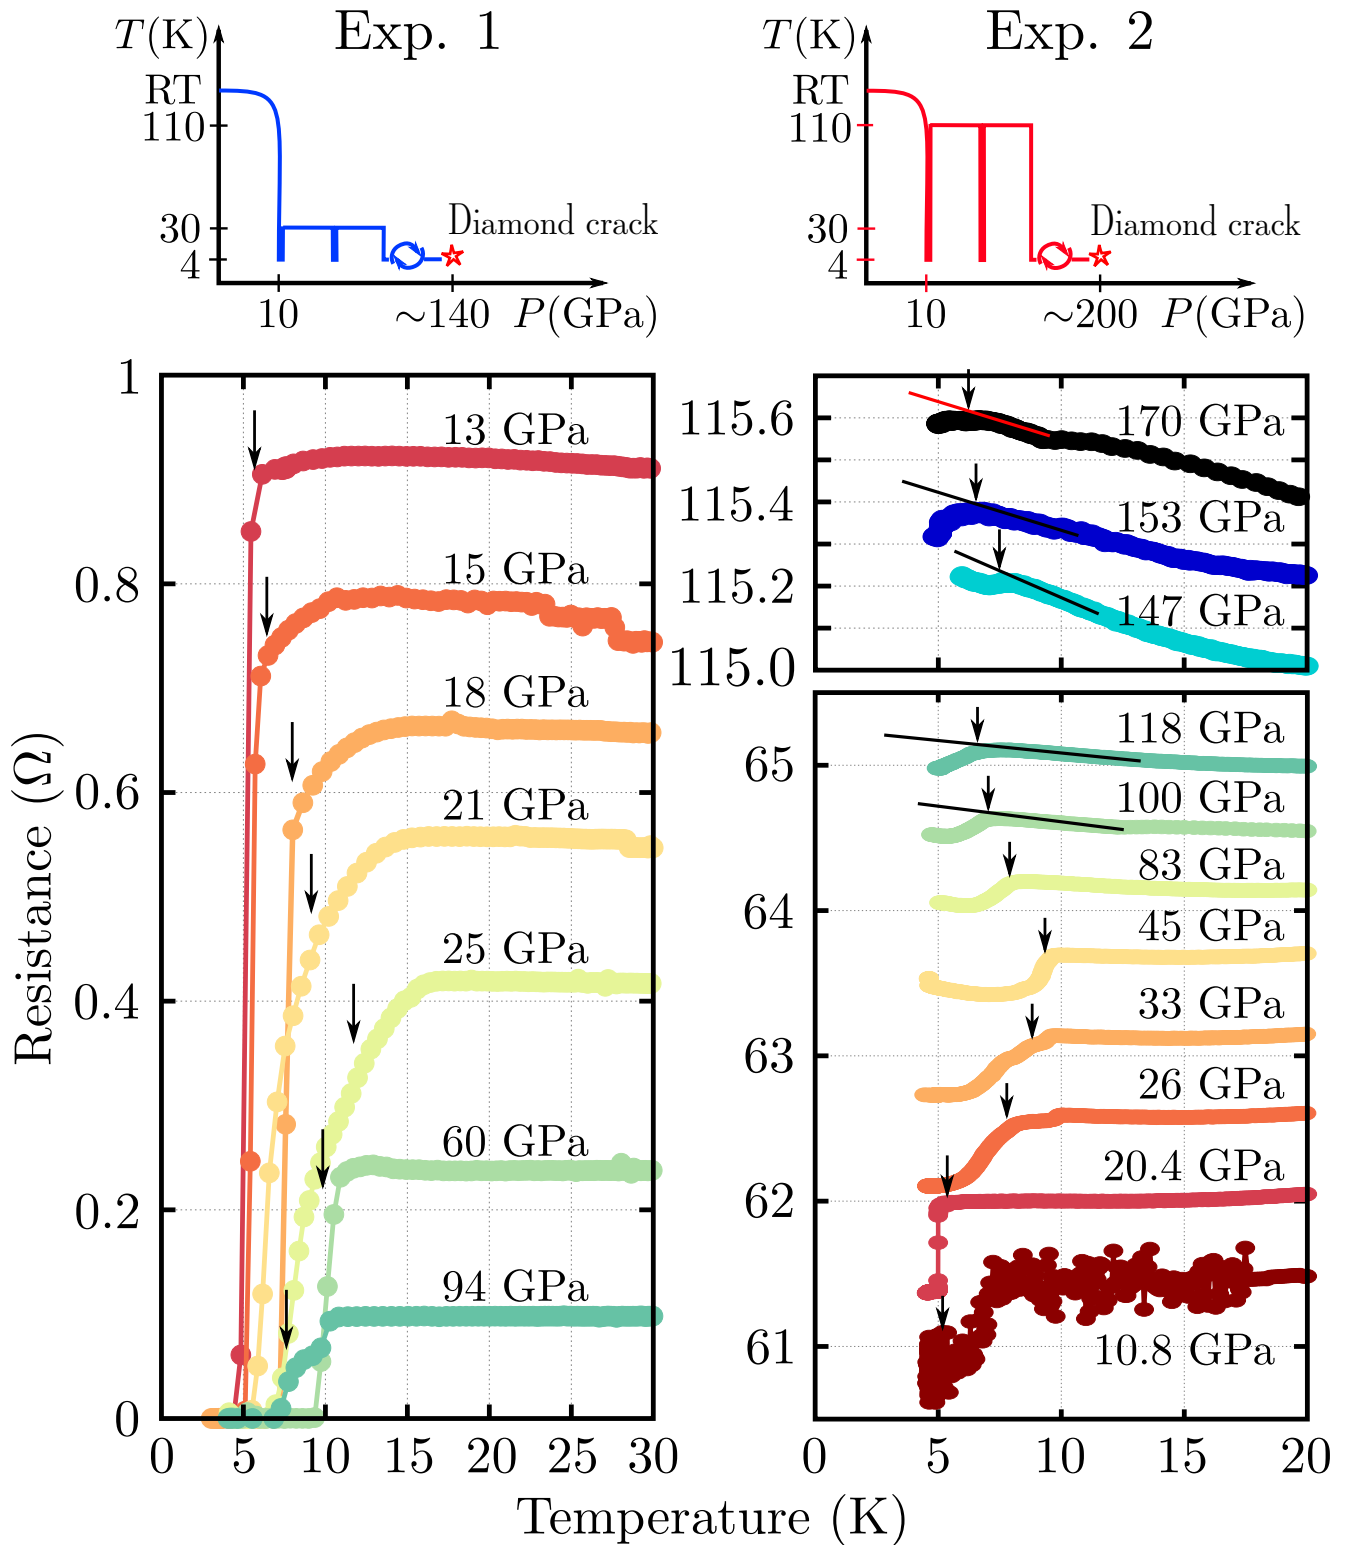 Exp. 1
T(K)
RT
110
30
4
Diamond crack
10
~140
P(GPa)
Exp. 2
T(K)
RT
110
30
4
Diamond crack
10
~200
P(GPa)
Resistance (Ω)
1
0.8
0.6
0.4
0.2
0
13 GPa
15 GPa
18 GPa
21 GPa
25 GPa
60 GPa
94 GPa
0 5 10 15 20 25 30
115.6
115.4
115.2
115.0
170 GPa
153 GPa
147 GPa
65
64
63
62
61
118 GPa
100 GPa
83 GPa
45 GPa
33 GPa
26 GPa
20.4 GPa
10.8 GPa
0 5 10 15 20
Temperature (K)